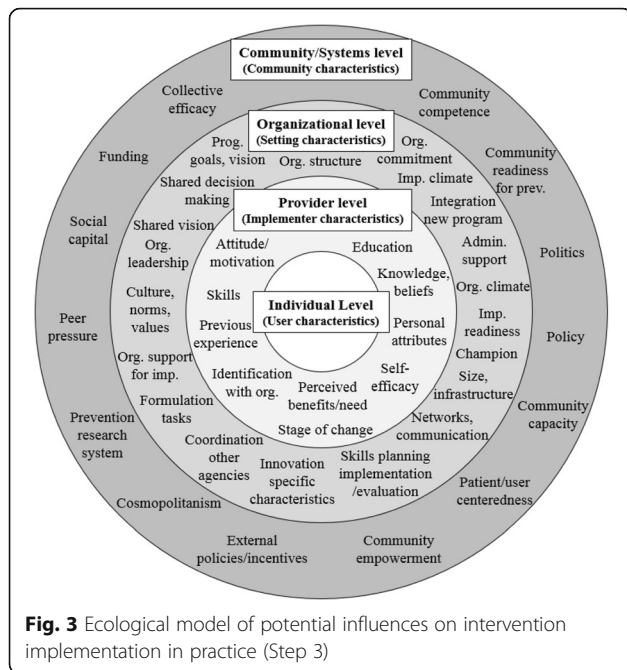 Community/Systems level
(Community characteristics)
Collective
efficacy
Community
competence
Funding
Community
readiness
for prev.
Social
capital
Politics
Peer
pressure
Policy
Prevention
research
system
Community
capacity
Cosmopolitanism
Patient/user
centeredness
External
policies/incentives
Community
empowerment
Organizational level
(Setting characteristics)
Prog.
goals, vision
Org. structure
Org.
commitment
Imp. climate
Shared decision
making
Integration
new program
Shared vision
Admin.
support
Org.
leadership
Org. climate
Culture,
norms,
values
Imp.
readiness
Champion
Org. support
for imp.
Size,
infrastructure
Formulation
tasks
Networks,
communication
Coordination
other
agencies
Innovation
specific
characteristics
Skills planning
implementation
/evaluation
Provider level
(Implementer characteristics)
Attitude/
motivation
Education
Skills
Knowledge,
beliefs
Previous
experience
Personal
attributes
Identification
with org.
Perceived
benefits/need
Self-
efficacy
Stage of change
Individual Level
(User characteristics)
Fig. 3 Ecological model of potential influences on intervention
implementation in practice (Step 3)